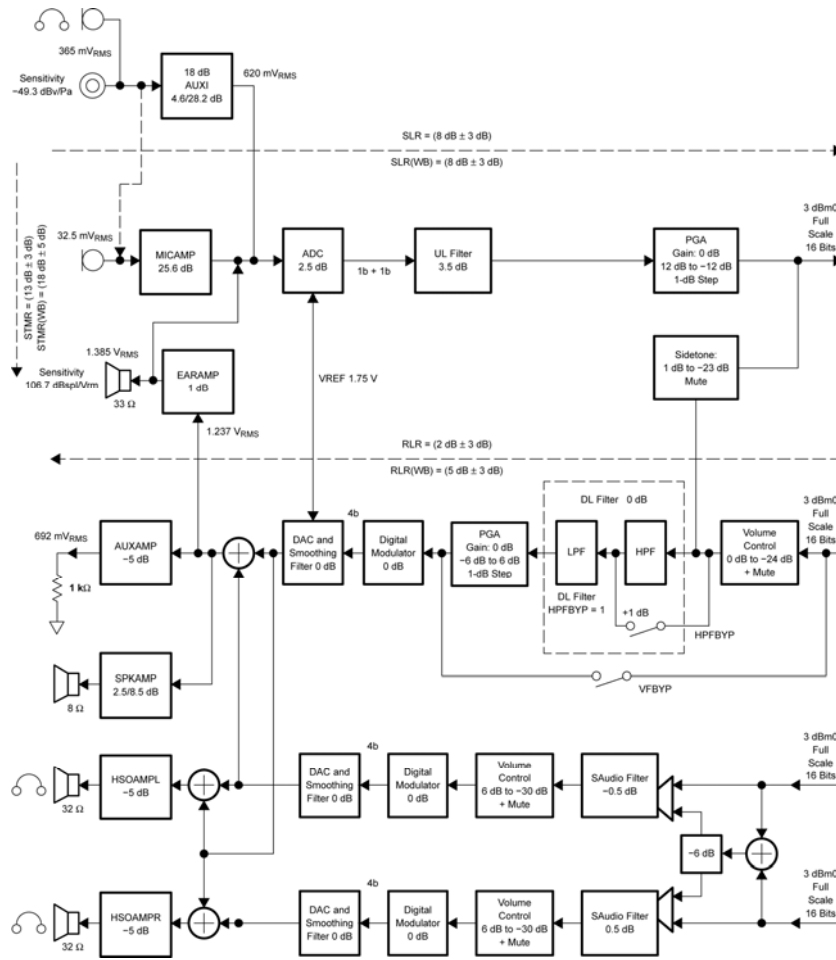 365 mVRMS
Sensitivity
−49.3 dBv/Pa
18 dB
AUXI
4.6/28.2 dB
620 mVRMS
SLR = (8 dB ± 3 dB)
SLR(WB) = (8 dB ± 3 dB)
STMR = (13 dB ± 3 dB)
STMR(WB) = (18 dB ± 5 dB)
32.5 mVRMS
MICAMP
25.6 dB
ADC
2.5 dB
1b + 1b
UL Filter
3.5 dB
PGA
Gain: 0 dB
12 dB to −12 dB
1-dB Step
3 dBm0
Full
Scale
16 Bits
1.385 VRMS
Sensitivity
106.7 dBspl/Vrm
33 Ω
EARAMP
1 dB
VREF 1.75 V
Sidetone:
1 dB to −23 dB
Mute
1.237 VRMS
RLR = (2 dB ± 3 dB)
RLR(WB) = (5 dB ± 3 dB)
692 mVRMS
1 kΩ
AUXAMP
−5 dB
DAC and
Smoothing
Filter 0 dB
4b
Digital
Modulator
0 dB
PGA
Gain: 0 dB
−6 dB to 6 dB
1-dB Step
DL Filter 0 dB
LPF
HPF
DL Filter
HPFBYP = 1
+1 dB
HPFBYP
Volume
Control
0 dB to −24 dB
+ Mute
3 dBm0
Full
Scale
16 Bits
VFBYP
SPKAMP
2.5/8.5 dB
8 Ω
HSOAMPL
−5 dB
32 Ω
DAC and
Smoothing
Filter 0 dB
4b
Digital
Modulator
0 dB
Volume
Control
6 dB to −30 dB
+ Mute
SAudio Filter
−0.5 dB
3 dBm0
Full
Scale
16 Bits
−6 dB
HSOAMPR
−5 dB
32 Ω
DAC and
Smoothing
Filter 0 dB
4b
Digital
Modulator
0 dB
Volume
Control
6 dB to −30 dB
+ Mute
SAudio Filter
0.5 dB
3 dBm0
Full
Scale
16 Bits